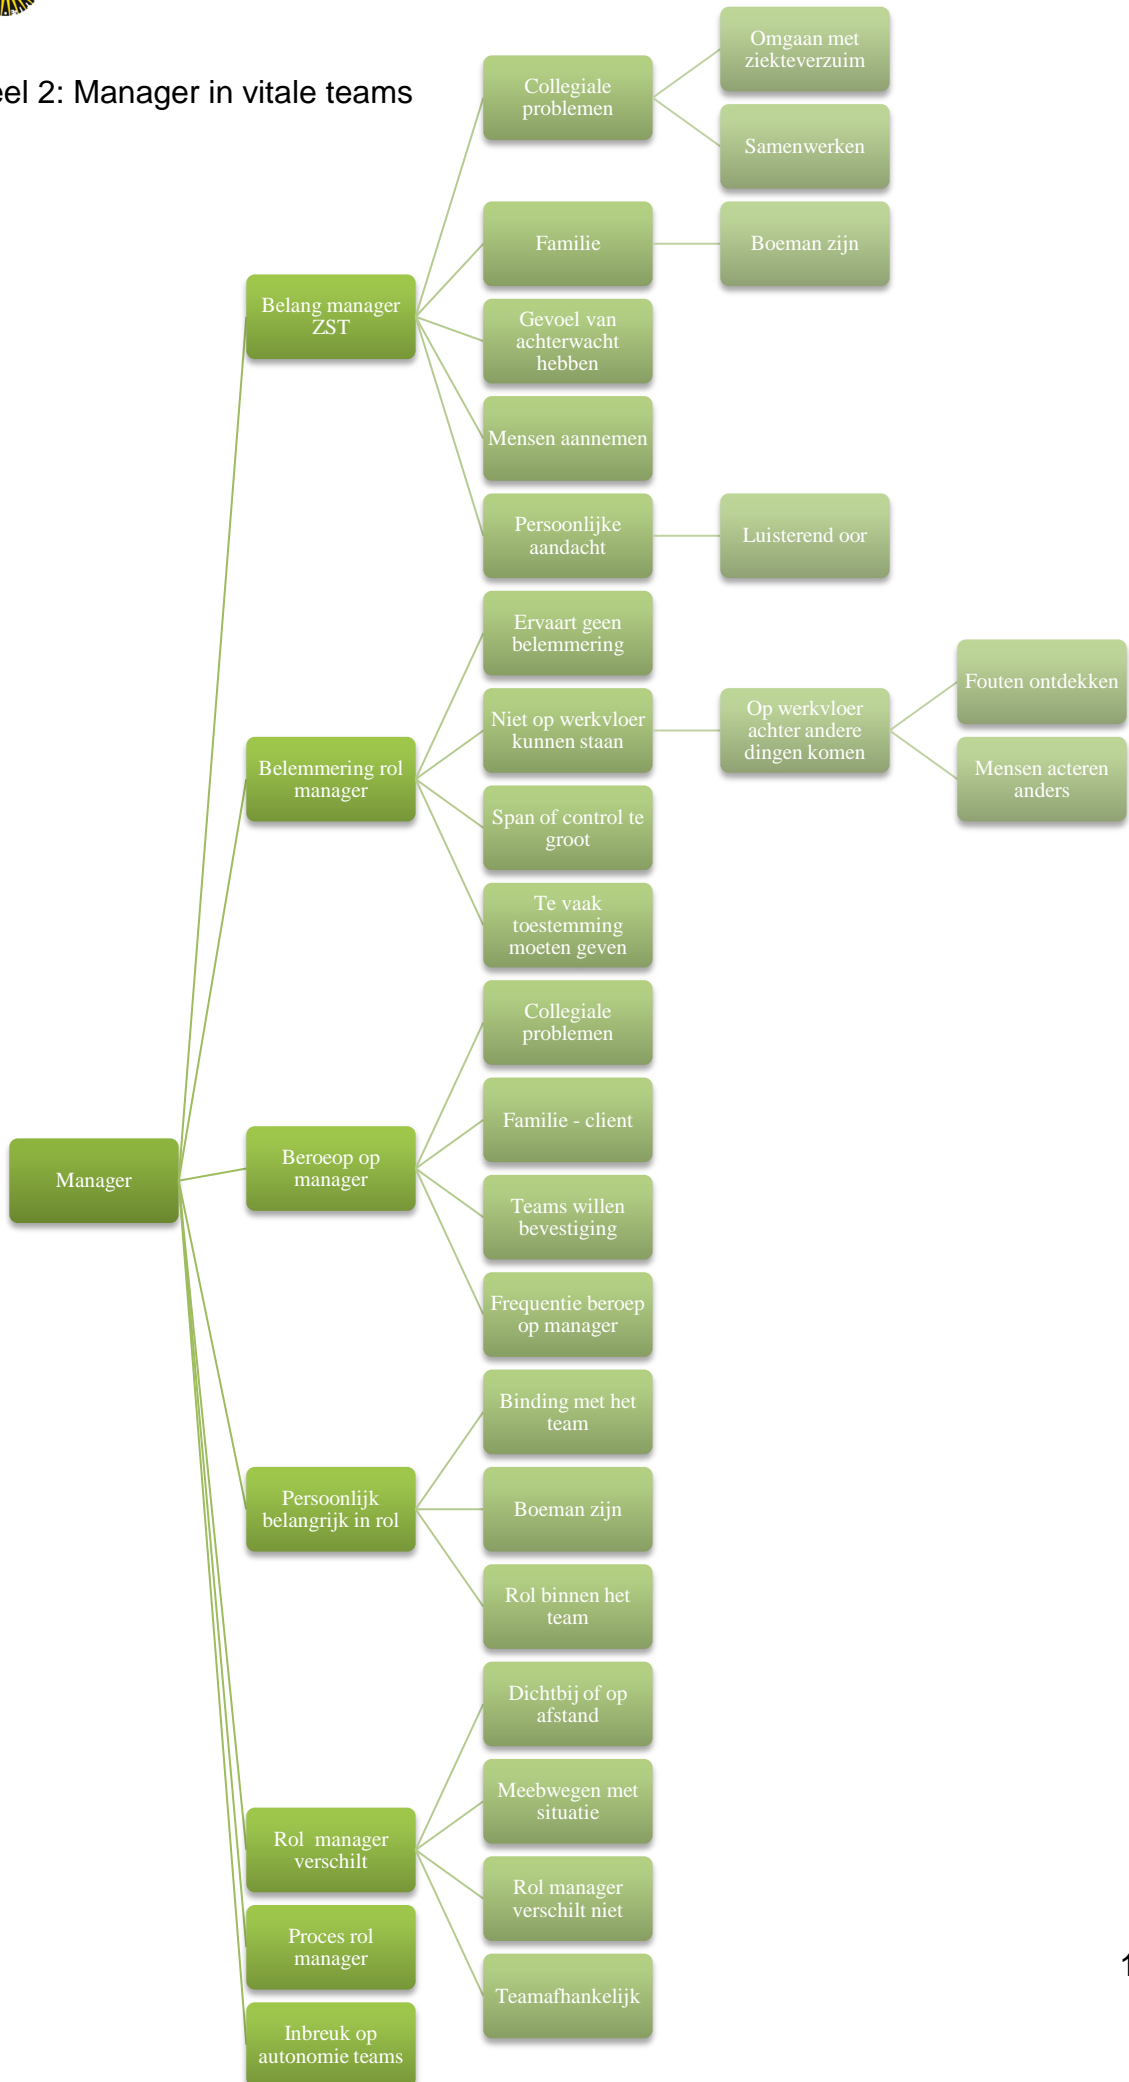 eel 2: Manager in vitale teams
Manager
Belang manager
ZST
Collegiale
problemen
Omgaan met
ziekteverzuim
Samenwerken
Familie
Boeman zijn
Gevoel van
achterwacht
hebben
Mensen aannemen
Persoonlijke
aandacht
Luisterend oor
Belemmering rol
manager
Ervaart geen
belemmering
Niet op werkvloer
kunnen staan
Op werkvloer
achter andere
dingen komen
Fouten ontdekken
Mensen acteren
anders
Span of control te
groot
Te vaak
toestemming
moeten geven
Beroeop op
manager
Collegiale
problemen
Familie - client
Teams willen
bevestiging
Frequentie beroep
op manager
Persoonlijk
belangrijk in rol
Binding met het
team
Boeman zijn
Rol binnen het
team
Rol manager
verschilt
Dichtbij of op
afstand
Meebwegen met
situatie
Rol manager
verschilt niet
Teamafhankelijk
Proces rol
manager
Inbreuk op
autonomie teams
1